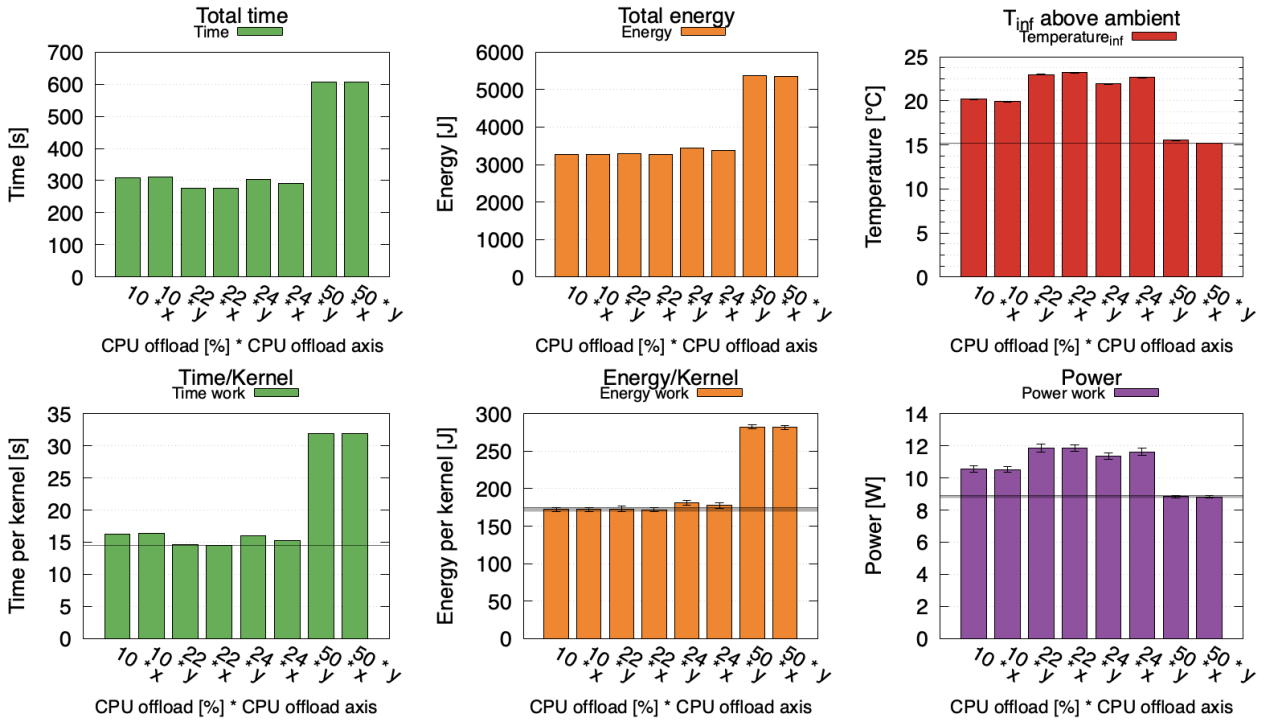 Total time
Time
Time [s]
700
600
500
400
300
200
100
0
10 * x
10 * y
22 * x
22 * y
24 * x
24 * y
50 * x
50 * y
CPU offload [%] * CPU offload axis
Total energy
Energy
Energy [J]
6000
5000
4000
3000
2000
1000
0
10 * x
10 * y
22 * x
22 * y
24 * x
24 * y
50 * x
50 * y
CPU offload [%] * CPU offload axis
Tinf above ambient
Temperatureinf
Temperature [°C]
25
20
15
10
5
0
10 * x
10 * y
22 * x
22 * y
24 * x
24 * y
50 * x
50 * y
CPU offload [%] * CPU offload axis
Time/Kernel
Time work
Time per kernel [s]
35
30
25
20
15
10
5
0
10 * x
10 * y
22 * x
22 * y
24 * x
24 * y
50 * x
50 * y
CPU offload [%] * CPU offload axis
Energy/Kernel
Energy work
Energy per kernel [J]
300
250
200
150
100
50
0
10 * x
10 * y
22 * x
22 * y
24 * x
24 * y
50 * x
50 * y
CPU offload [%] * CPU offload axis
Power
Power work
Power [W]
14
12
10
8
6
4
2
0
10 * x
10 * y
22 * x
22 * y
24 * x
24 * y
50 * x
50 * y
CPU offload [%] * CPU offload axis